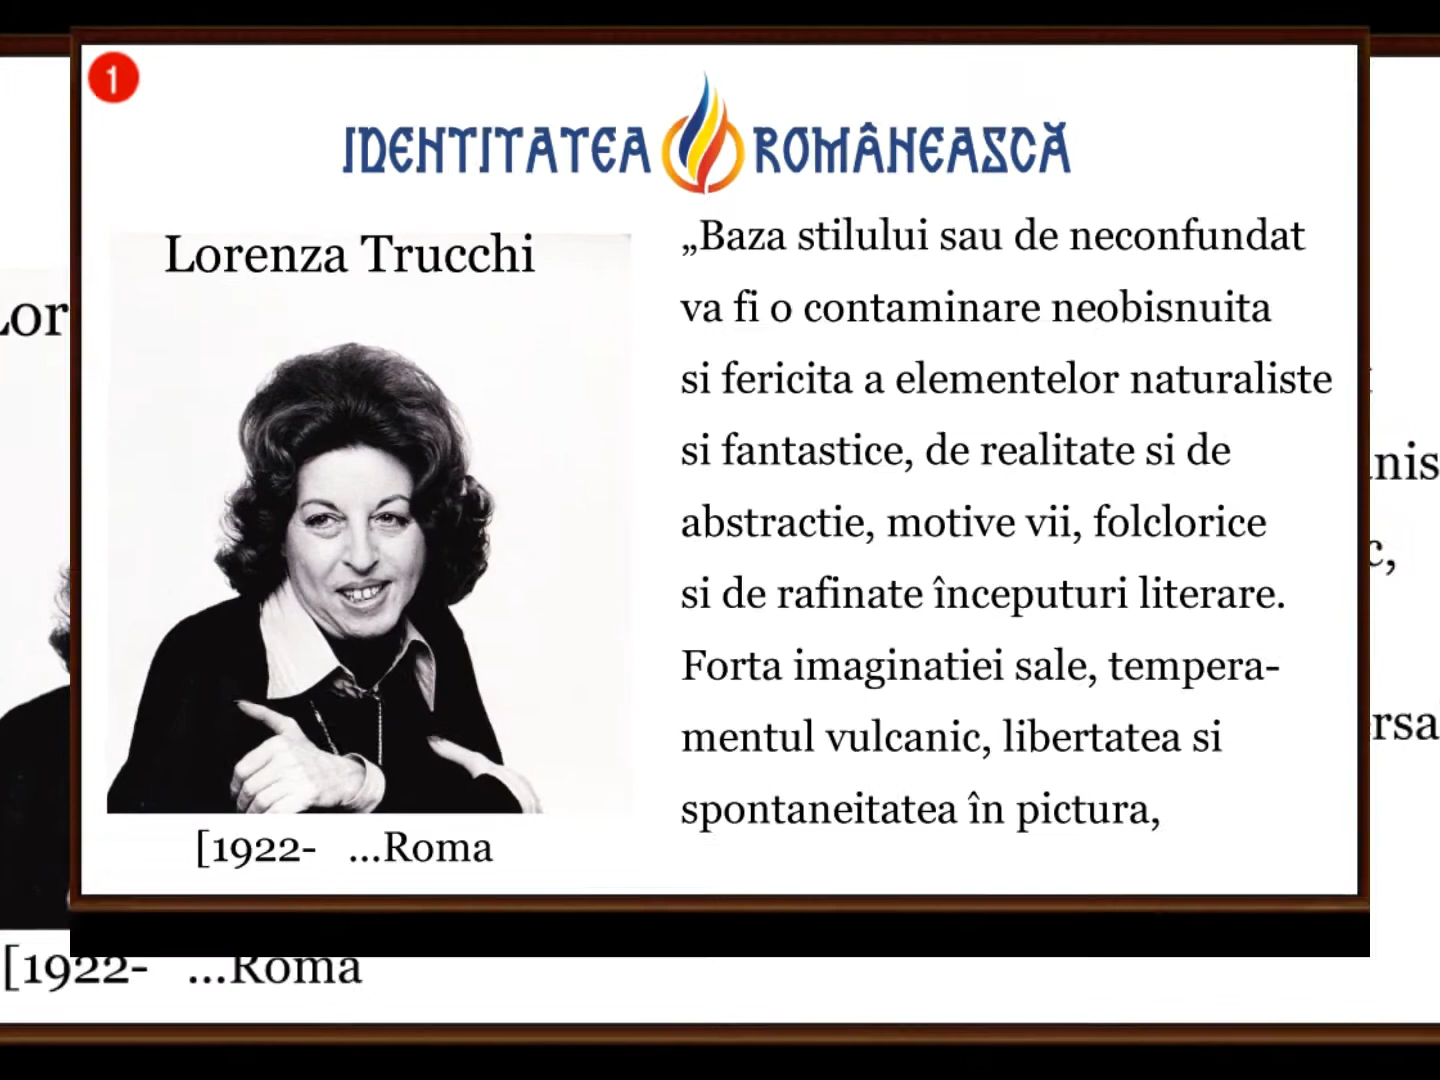 1
IDENTITATEA ROMÂNEASCĂ
Lorenza Trucchi
„Baza stilului sau de neconfundat
va fi o contaminare neobisnuita
si fericita a elementelor naturaliste
si fantastice, de realitate si de
abstractie, motive vii, folclorice
si de rafinate începuturi literare.
Forta imaginatiei sale, tempera-
mentul vulcanic, libertatea si
spontaneitatea în pictura,
[1922- ...Roma
[1922- ...Roma